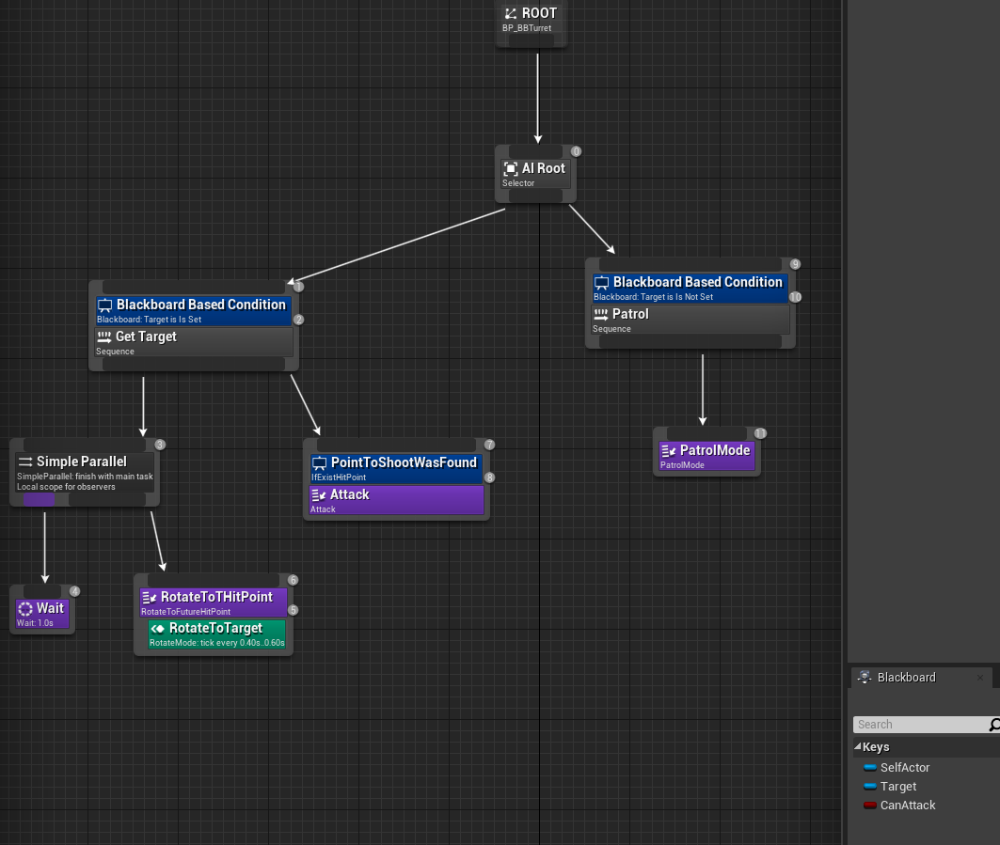 ROOT
BP_BBTurret
0
AI Root
Selector
1
Blackboard Based Condition
Blackboard: Target is Is Set
2
Get Target
Sequence
9
Blackboard Based Condition
Blackboard: Target is Is Not Set
10
Patrol
Sequence
3
Simple Parallel
SimpleParallel: finish with main task
Local scope for observers
7
PointToShootWasFound
IfExistHitPoint
8
Attack
Attack
11
PatrolMode
PatrolMode
4
Wait
Wait: 1.0s
6
RotateToTHitPoint
RotateToFutureHitPoint
5
RotateToTarget
RotateMode: tick every 0.40s..0.60s
Blackboard
Search
Keys
SelfActor
Target
CanAttack